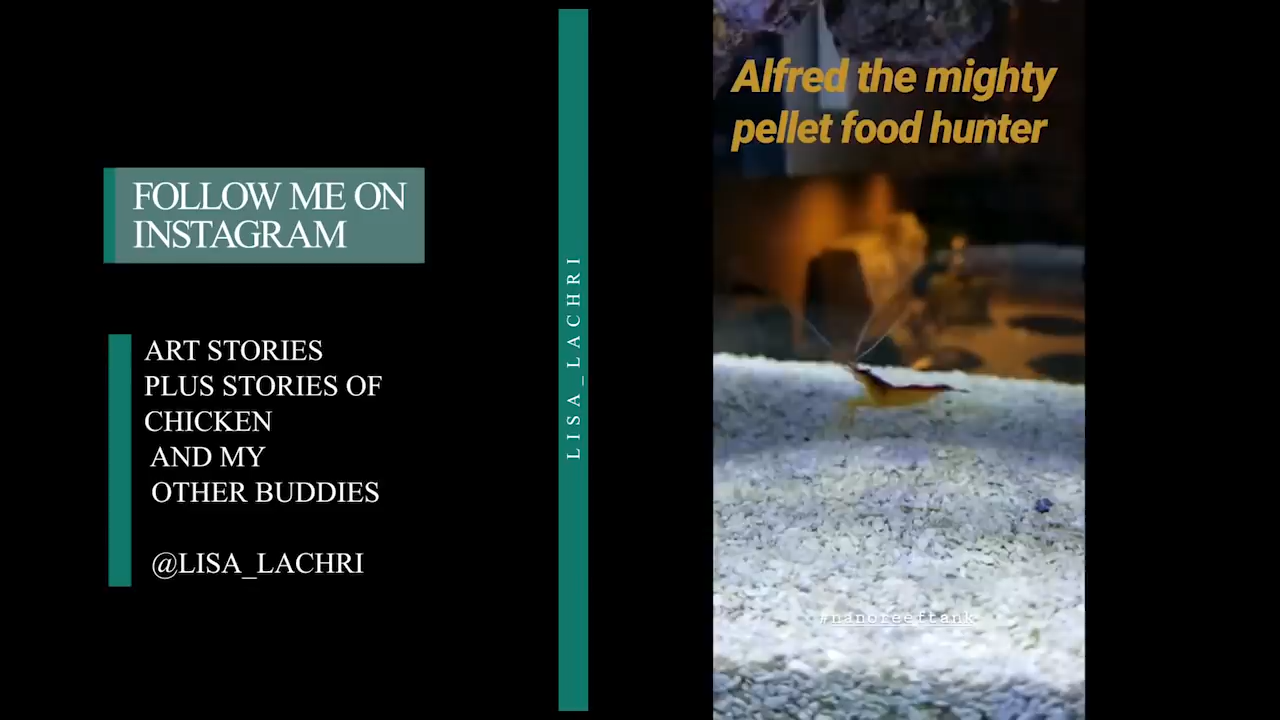 FOLLOW ME ON
INSTAGRAM
ART STORIES
PLUS STORIES OF
CHICKEN
AND MY
OTHER BUDDIES
@LISA_LACHRI
LISA_LACHRI
Alfred the mighty
pellet food hunter
#nanoreeftank